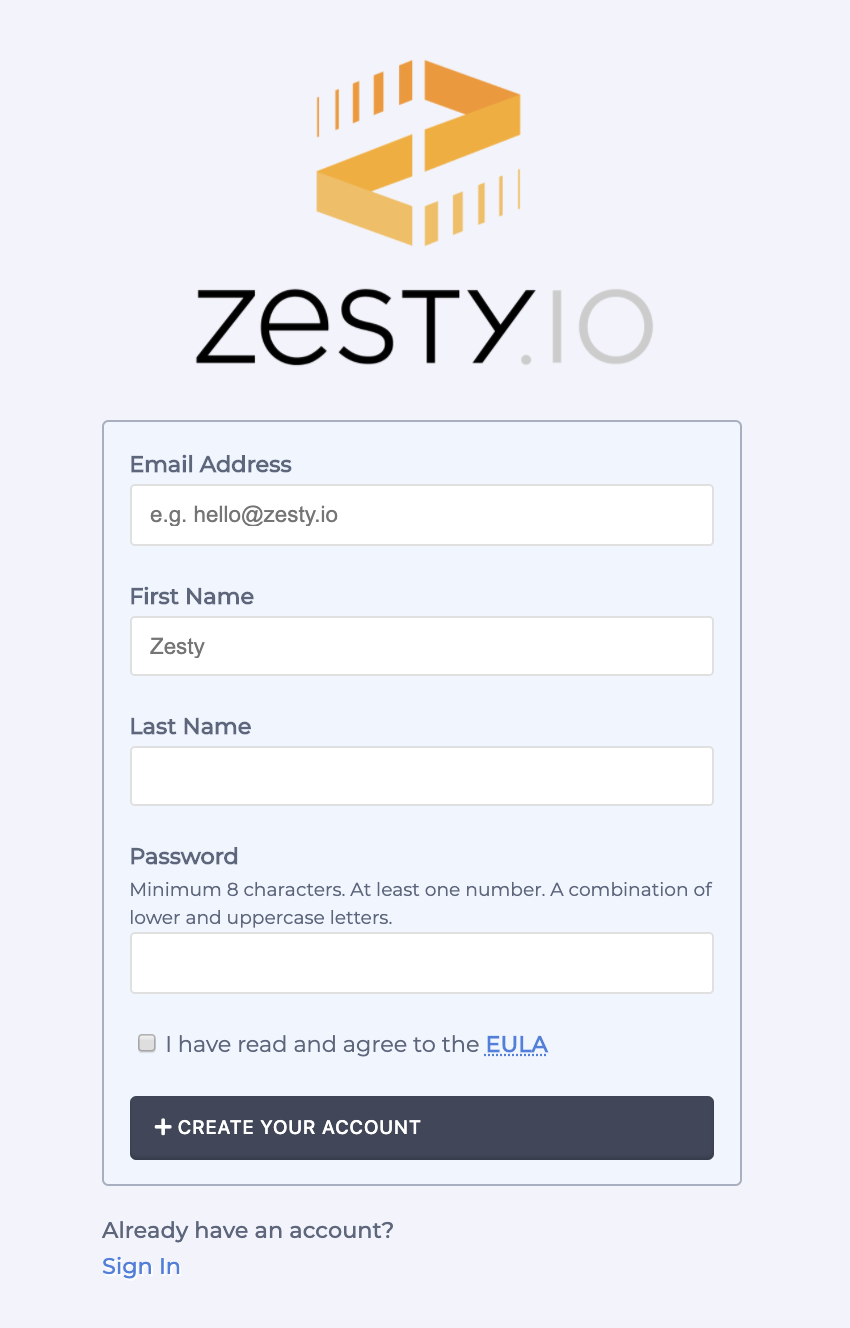 zesty.io
Email Address
e.g. hello@zesty.io
First Name
Zesty
Last Name
Password
Minimum 8 characters. At least one number. A combination of
lower and uppercase letters.
I have read and agree to the EULA
CREATE YOUR ACCOUNT
Already have an account?
Sign In